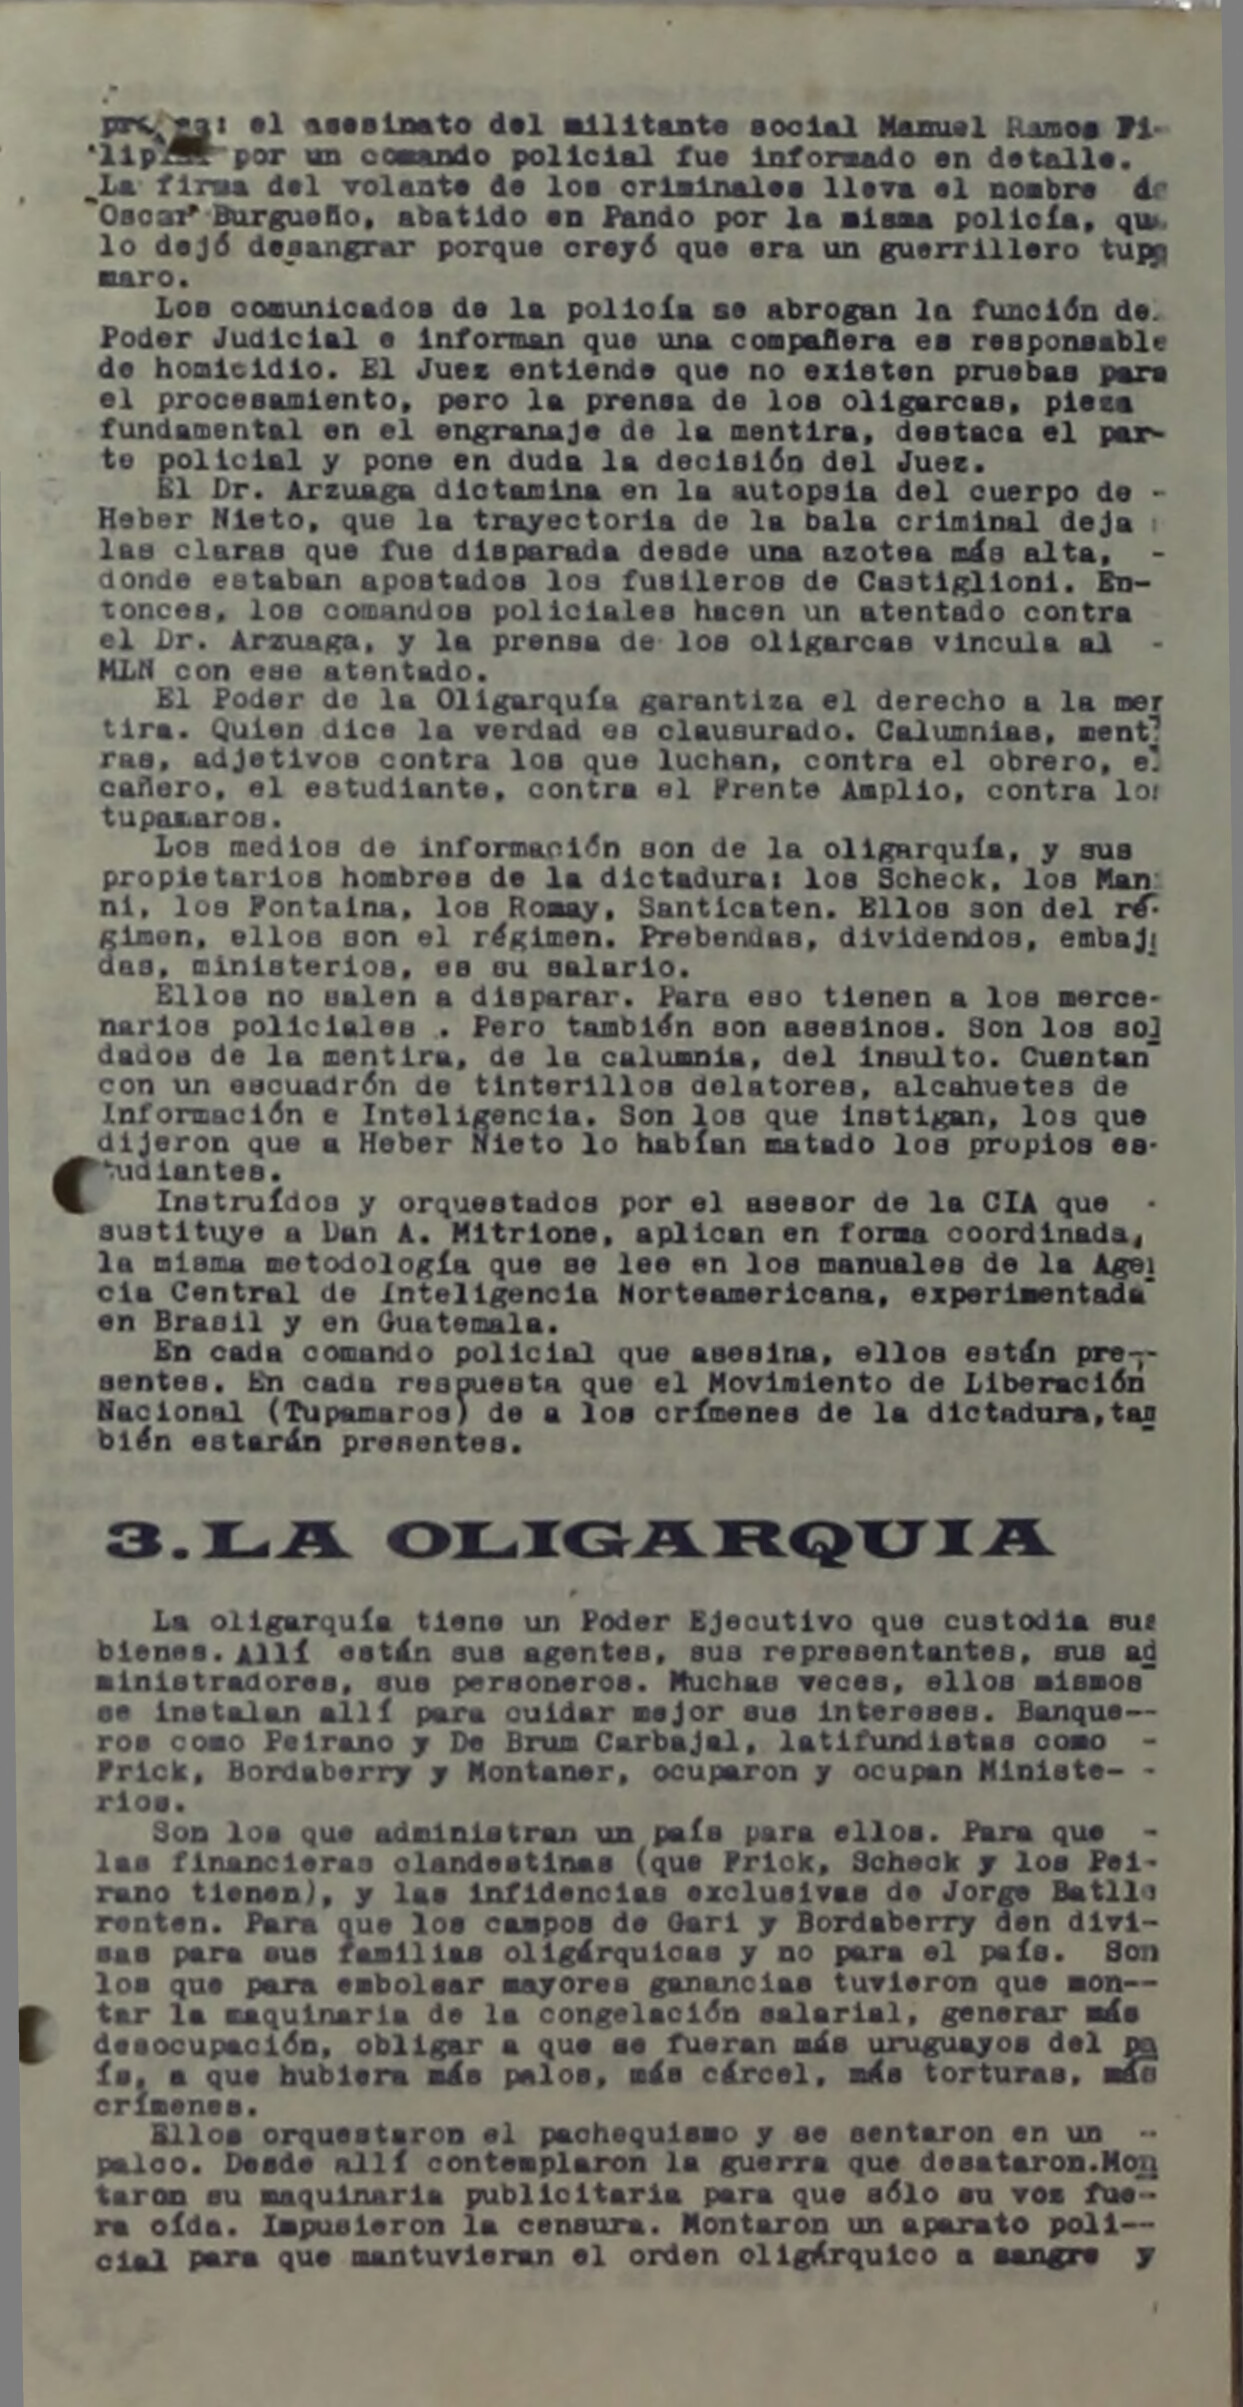 el asesinato del militante social Manuel Ramos Fi-
por un comando policial fue informado en detalle.
La firma del volante de los criminales lleva el nombre de
Oscar Burgueño, abatido en Pando por la misma policía, que
lo dejó desangrar porque creyó que era un guerrillero tupa
maro.
Los comunicados de la policía se abrogan la función de
Poder Judicial e informan que una compañera es responsable
de homicidio. El Juez entiende que no existen pruebas para
el procesamiento, pero la prensa de los oligarcas, pieza
fundamental en el engranaje de la mentira, destaca el par-
te policial y pone en duda la decisión del Juez.
El Dr. Arzuaga dictamina en la autopsia del cuerpo de -
Heber Nieto, que la trayectoria de la bala criminal deja
las claras que fue disparada desde una azotea más alta, -
donde estaban apostados los fusileros de Castiglioni. En-
tonces, los comandos policiales hacen un atentado contra
el Dr. Arzuaga, y la prensa de los oligarcas vincula al -
MLN con ese atentado.
El Poder de la Oligarquía garantiza el derecho a la men
tira. Quien dice la verdad es clausurado. Calumnias, menti
ras, adjetivos contra los que luchan, contra el obrero, el
cañero, el estudiante, contra el Frente Amplio, contra los
tupamaros.
Los medios de información son de la oligarquía, y sus
propietarios hombres de la dictadura: los Scheck, los Man
ni, los Fontaina, los Romay, Santicaten. Ellos son del ré-
gimen, ellos son el régimen. Prebendas, dividendos, embaja
das, ministerios, es su salario.
Ellos no salen a disparar. Para eso tienen a los merce-
narios policiales . Pero también son asesinos. Son los sol
dados de la mentira, de la calumnia, del insulto. Cuentan
con un escuadrón de tinterillos delatores, alcahuetes de
Información e Inteligencia. Son los que instigan, los que
dijeron que a Heber Nieto lo habían matado los propios es-
tudiantes.
Instruídos y orquestados por el asesor de la CIA que -
sustituye a Dan A. Mitrione, aplican en forma coordinada,
la misma metodología que se lee en los manuales de la Agen
cia Central de Inteligencia Norteamericana, experimentada
en Brasil y en Guatemala.
En cada comando policial que asesina, ellos están pre--
sentes. En cada respuesta que el Movimiento de Liberación
Nacional (Tupamaros) de a los crímenes de la dictadura,tam
bién estarán presentes.
3. LA OLIGARQUIA
La oligarquía tiene un Poder Ejecutivo que custodia sus
bienes. Allí están sus agentes, sus representantes, sus ad
ministradores, sus personeros. Muchas veces, ellos mismos
se instalan allí para cuidar mejor sus intereses. Banque--
ros como Peirano y De Brum Carbajal, latifundistas como -
Frick, Bordaberry y Montaner, ocuparon y ocupan Ministe- -
rios.
Son los que administran un país para ellos. Para que -
las financieras clandestinas (que Frick, Scheck y los Pei-
rano tienen), y las infidencias exclusivas de Jorge Batlle
renten. Para que los campos de Gari y Bordaberry den divi-
sas para sus familias oligárquicas y no para el país. Son
los que para embolsar mayores ganancias tuvieron que mon--
tar la maquinaria de la congelación salarial, generar más
desocupación, obligar a que se fueran más uruguayos del pa
ís, a que hubiera más palos, más cárcel, más torturas, más
crímenes.
Ellos orquestaron el pachequismo y se sentaron en un -
palco. Desde allí contemplaron la guerra que desataron.Mon
taron su maquinaria publicitaria para que sólo su voz fue-
ra oída. Impusieron la censura. Montaron un aparato poli--
cial para que mantuvieran el orden oligárquico a sangre y